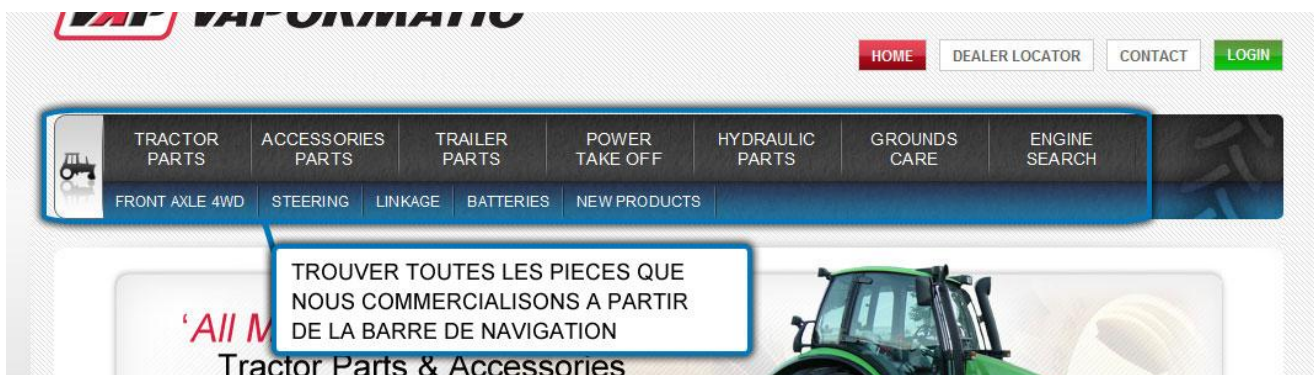 VAP VAPORMATIC
HOME DEALER LOCATOR CONTACT LOGIN
TRACTOR PARTS ACCESSORIES PARTS TRAILER PARTS POWER TAKE OFF HYDRAULIC PARTS GROUNDS CARE ENGINE SEARCH
FRONT AXLE 4WD STEERING LINKAGE BATTERIES NEW PRODUCTS
TROUVER TOUTES LES PIECES QUE
NOUS COMMERCIALISONS A PARTIR
DE LA BARRE DE NAVIGATION
‘All
Tractor Parts & Accessories